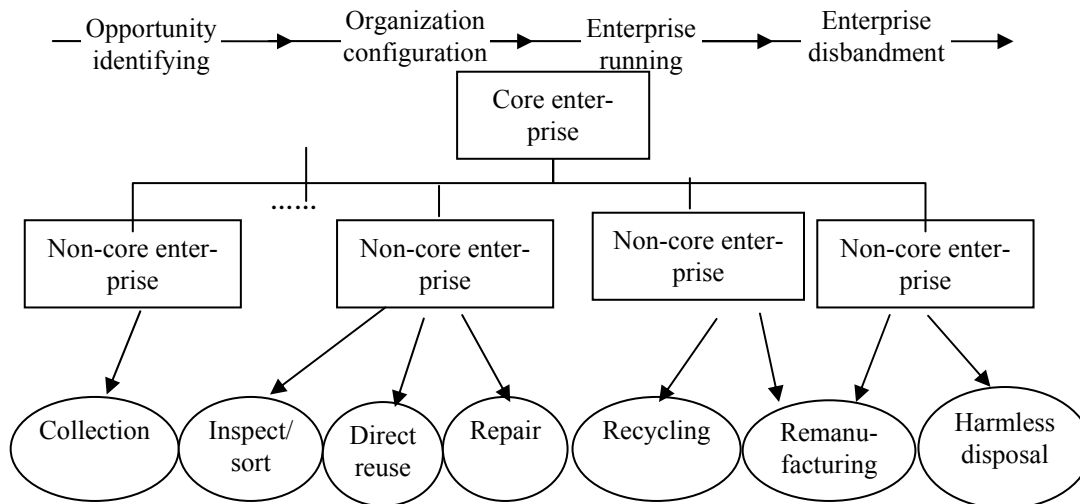 Opportunity
identifying
Organization
configuration
Enterprise
running
Enterprise
disbandment
Core enter-
prise
......
Non-core enter-
prise
Non-core enter-
prise
Non-core enter-
prise
Non-core enter-
prise
Collection
Inspect/
sort
Direct
reuse
Repair
Recycling
Remanu-
facturing
Harmless
disposal